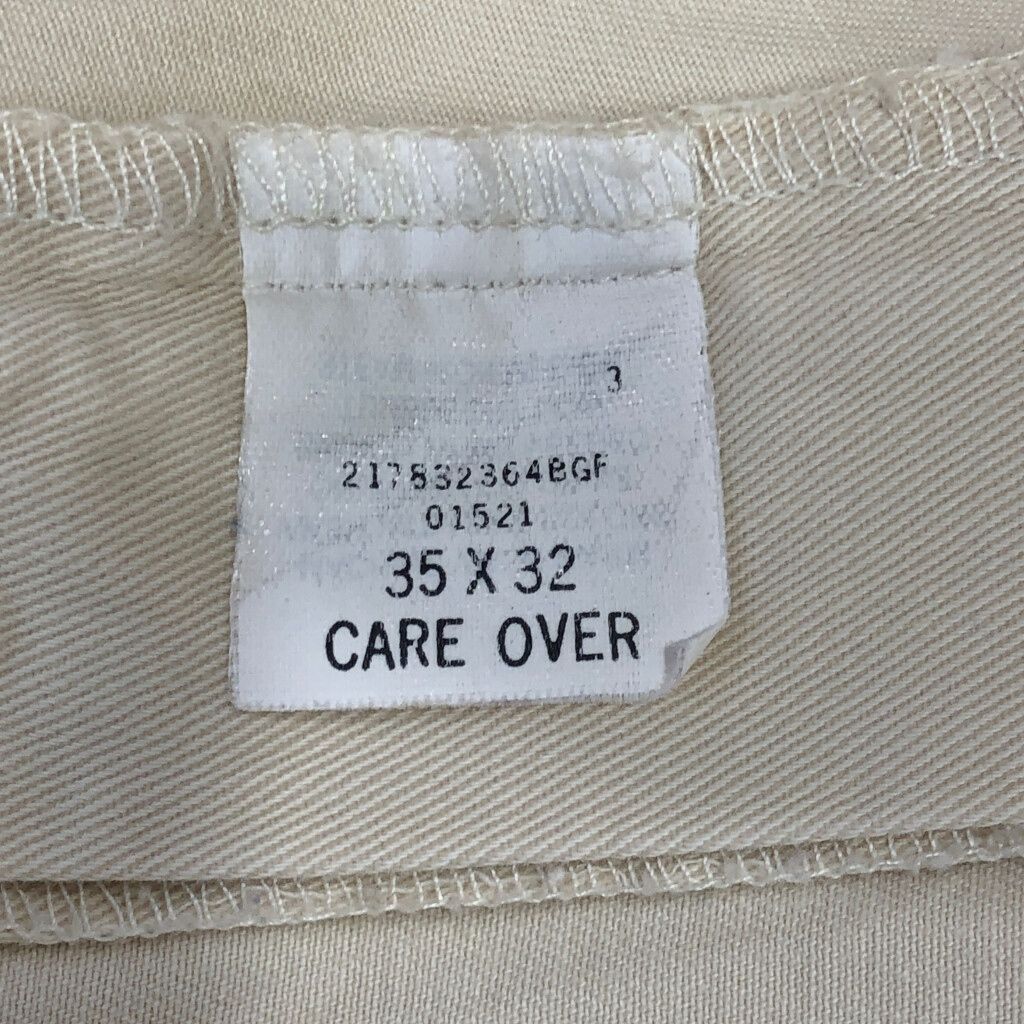 3
217832364BGF
01521
35 X 32
CARE OVER